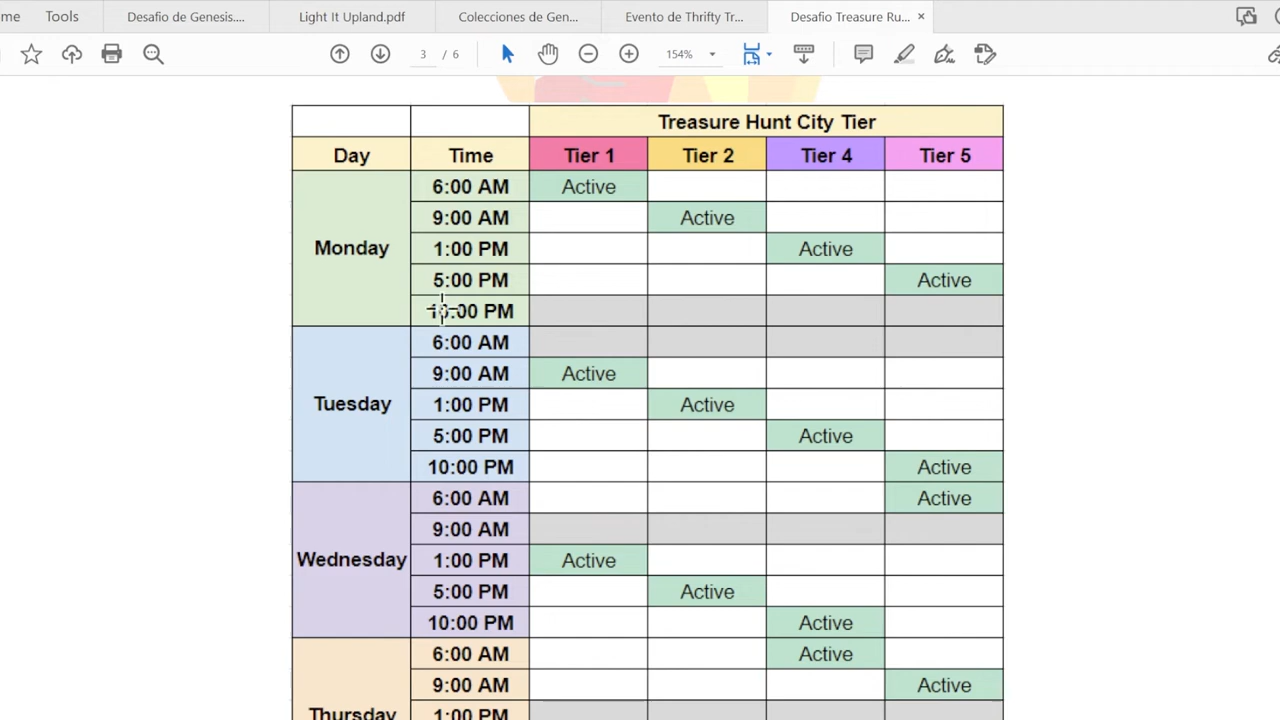 me Tools Desafio de Genesis.... Light It Upland.pdf Colecciones de Gen... Evento de Thrifty Tr... Desafio Treasure Ru... ×
3 / 6 154%
Treasure Hunt City Tier
Day Time Tier 1 Tier 2 Tier 4 Tier 5
6:00 AM Active
9:00 AM Active
Monday 1:00 PM Active
5:00 PM Active
10:00 PM
6:00 AM
9:00 AM Active
Tuesday 1:00 PM Active
5:00 PM Active
10:00 PM Active
6:00 AM Active
9:00 AM
Wednesday 1:00 PM Active
5:00 PM Active
10:00 PM Active
6:00 AM Active
9:00 AM Active
Thursday 1:00 PM